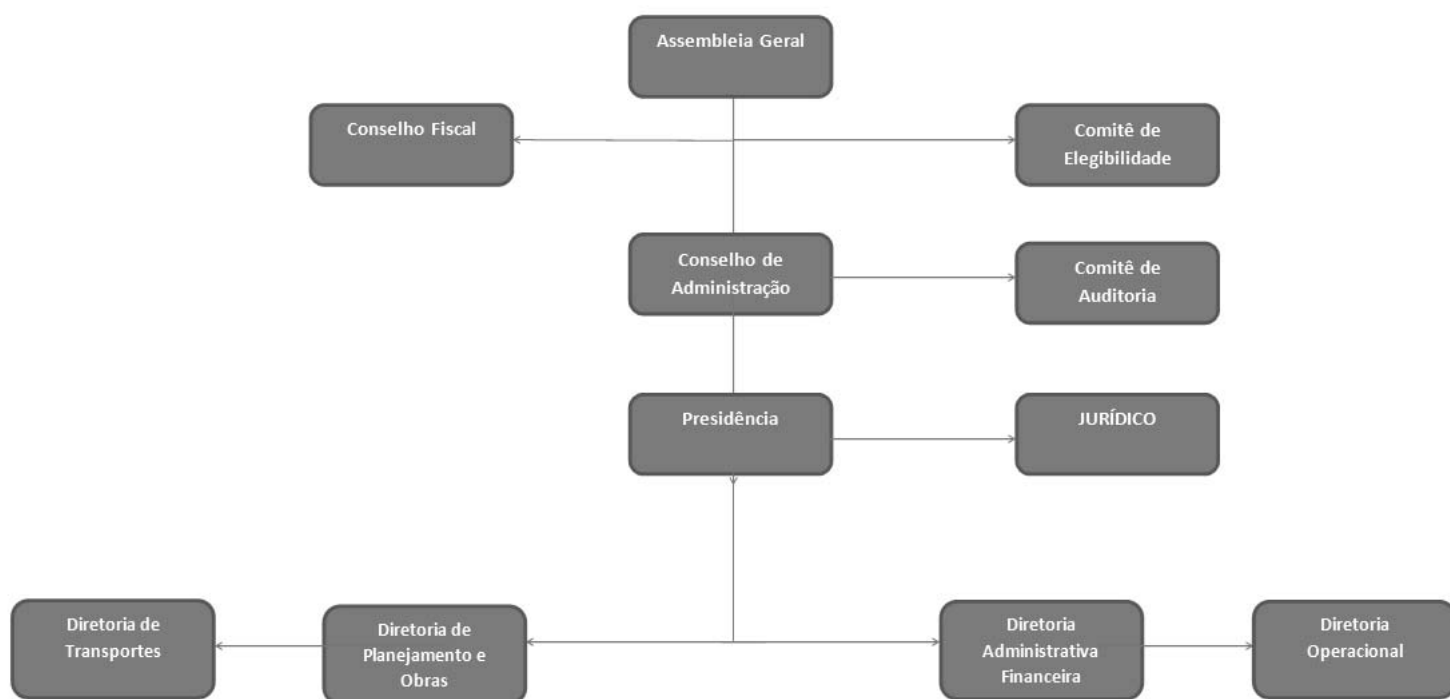 Assembleia Geral
Conselho Fiscal
Comitê de
Elegibilidade
Conselho de
Administração
Comitê de
Auditoria
Presidência
JURÍDICO
Diretoria de
Transportes
Diretoria de
Planejamento e
Obras
Diretoria
Administrativa
Financeira
Diretoria
Operacional